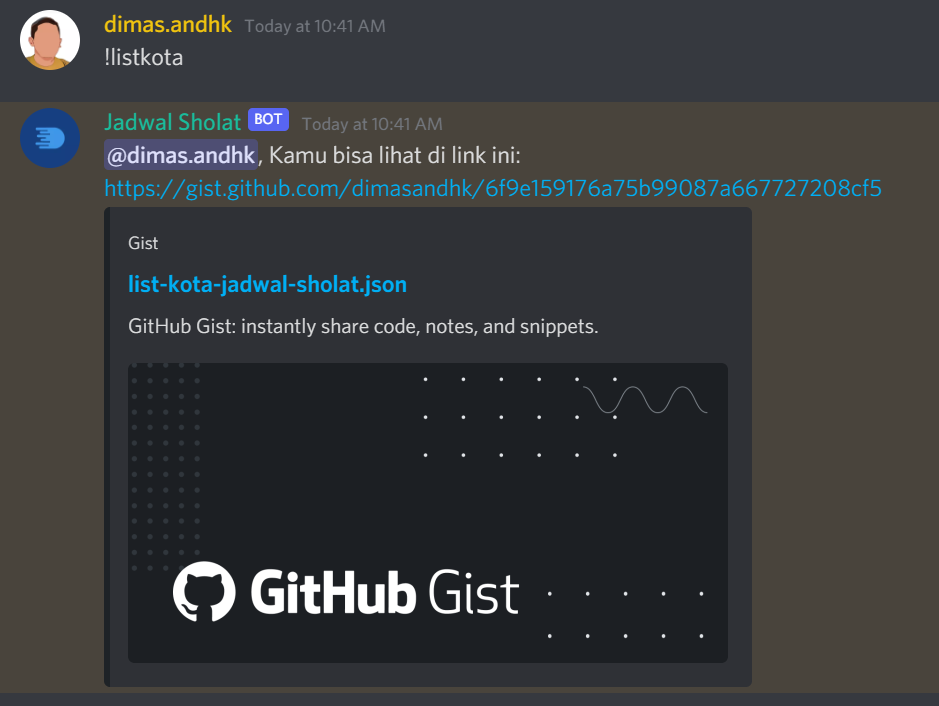 dimas.andhk Today at 10:41 AM
!listkota
Jadwal Sholat BOT Today at 10:41 AM
@dimas.andhk, Kamu bisa lihat di link ini:
https://gist.github.com/dimasandhk/6f9e159176a75b99087a667727208cf5
Gist
list-kota-jadwal-sholat.json
GitHub Gist: instantly share code, notes, and snippets.
GitHub Gist